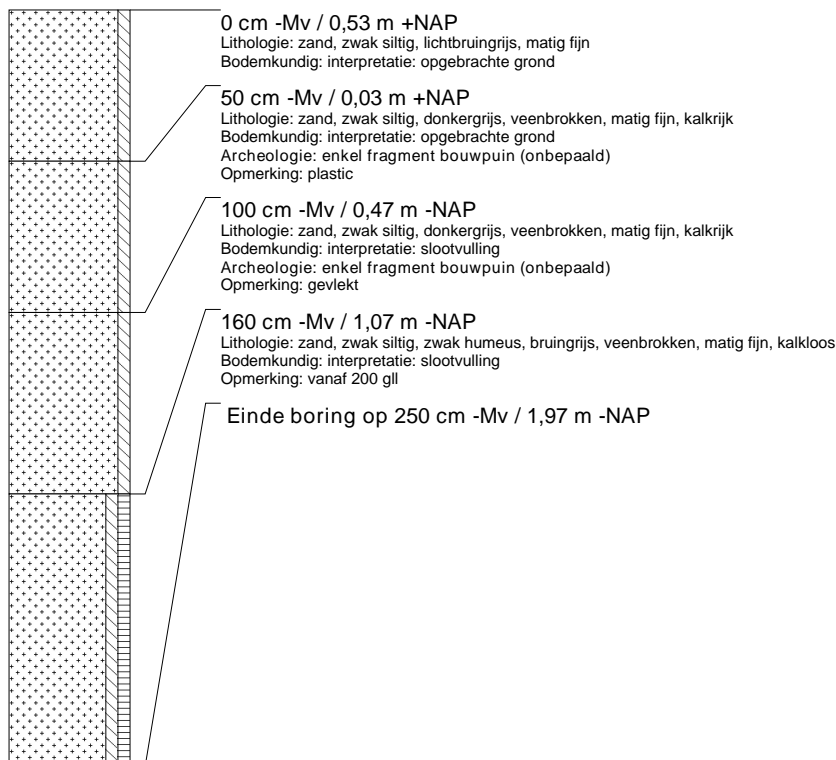 0 cm -Mv / 0,53 m +NAP
Lithologie: zand, zwak siltig, lichtbruingrijs, matig fijn
Bodemkundig: interpretatie: opgebrachte grond
50 cm -Mv / 0,03 m +NAP
Lithologie: zand, zwak siltig, donkergrijs, veenbrokken, matig fijn, kalkrijk
Bodemkundig: interpretatie: opgebrachte grond
Archeologie: enkel fragment bouwpuin (onbepaald)
Opmerking: plastic
100 cm -Mv / 0,47 m -NAP
Lithologie: zand, zwak siltig, donkergrijs, veenbrokken, matig fijn, kalkrijk
Bodemkundig: interpretatie: slootvulling
Archeologie: enkel fragment bouwpuin (onbepaald)
Opmerking: gevlekt
160 cm -Mv / 1,07 m -NAP
Lithologie: zand, zwak siltig, zwak humeus, bruingrijs, veenbrokken, matig fijn, kalkloos
Bodemkundig: interpretatie: slootvulling
Opmerking: vanaf 200 gll
Einde boring op 250 cm -Mv / 1,97 m -NAP